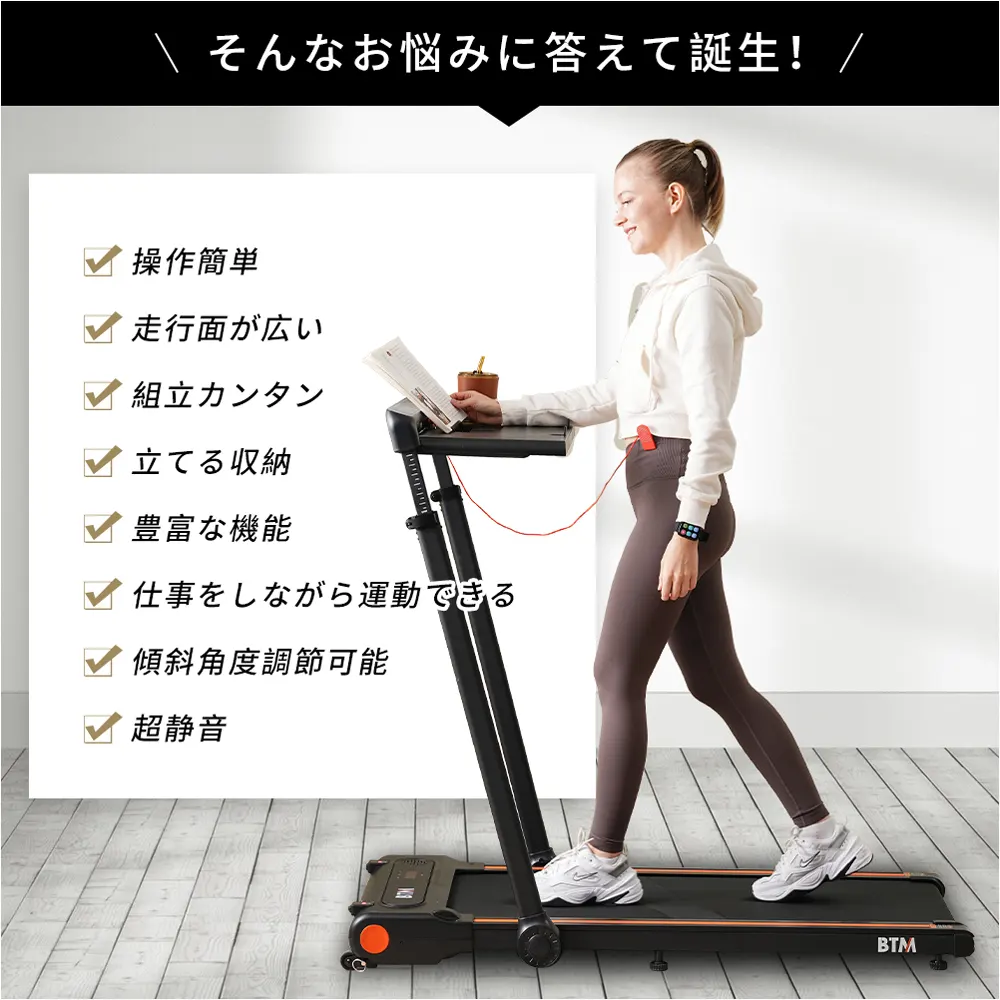 そんなお悩みに答えて誕生!
操作簡単
走行面が広い
組立カンタン
立てる収納
豊富な機能
仕事をしながら運動できる
傾斜角度調節可能
超静音
BTM